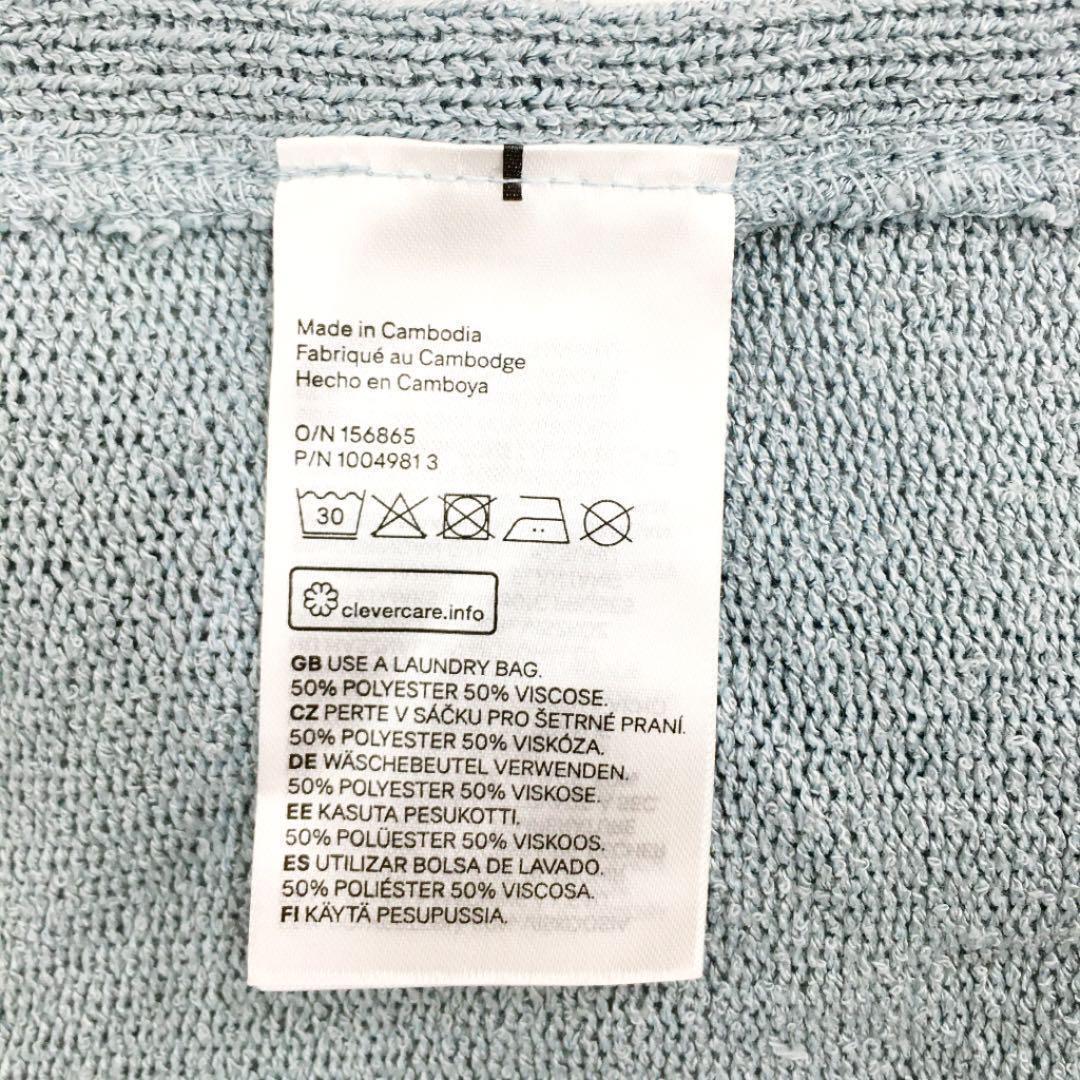 Made in Cambodia
Fabriqué au Cambodge
Hecho en Camboya
O/N 156865
P/N 1004981 3
30
clevercare.info
GB USE A LAUNDRY BAG.
50% POLYESTER 50% VISCOSE.
CZ PERTE V SÁČKU PRO ŠETRNÉ PRANÍ.
50% POLYESTER 50% VISKÓZA.
DE WÄSCHEBEUTEL VERWENDEN.
50% POLYESTER 50% VISKOSE.
EE KASUTA PESUKOTTI.
50% POLÜESTER 50% VISKOOS.
ES UTILIZAR BOLSA DE LAVADO.
50% POLIÉSTER 50% VISCOSA.
FI KÄYTÄ PESUPUSSIA.